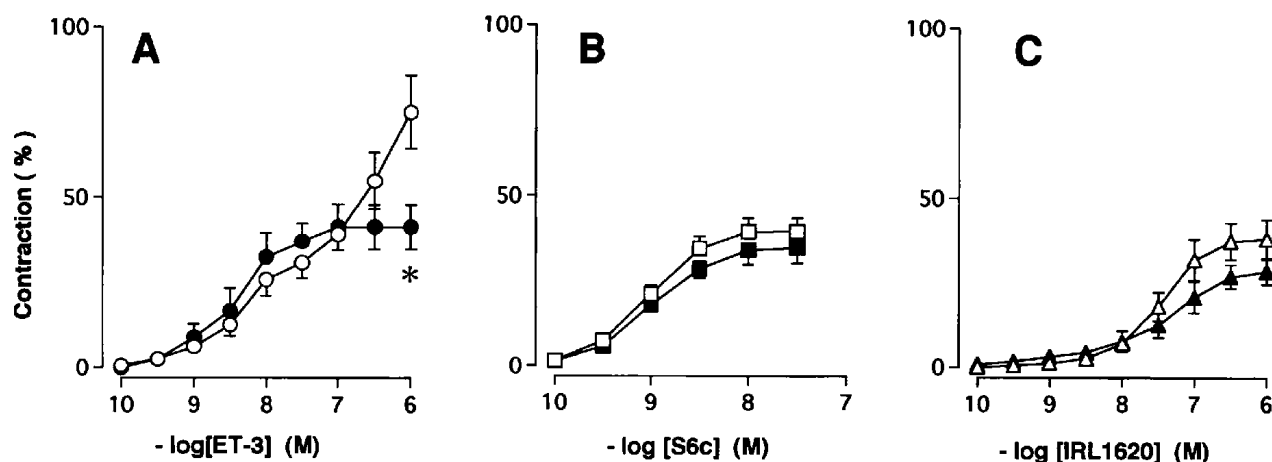 100
A
50
0
Contraction ( % )
*
10 9 8 7 6
- log[ET-3] (M)
100
B
50
0
10 9 8 7
- log [S6c] (M)
100
C
50
0
10 9 8 7 6
- log [IRL1620] (M)